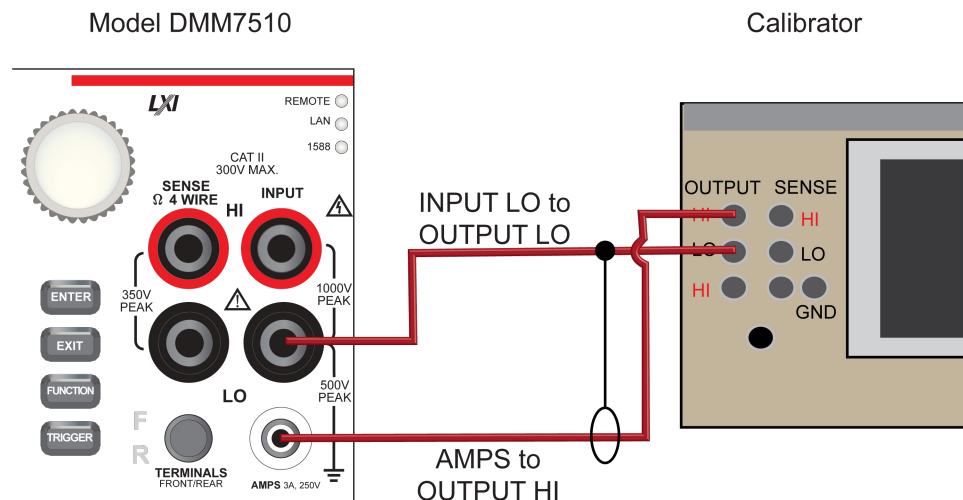 Model DMM7510
Calibrator
LXI
REMOTE
LAN
1588
CAT II
300V MAX.
SENSE
Ω 4 WIRE
HI
INPUT
350V
PEAK
1000V
PEAK
500V
PEAK
LO
ENTER
EXIT
FUNCTION
TRIGGER
F
R
TERMINALS
FRONT/REAR
AMPS 3A, 250V
INPUT LO to
OUTPUT LO
AMPS to
OUTPUT HI
OUTPUT SENSE
HI HI
LO LO
HI
GND